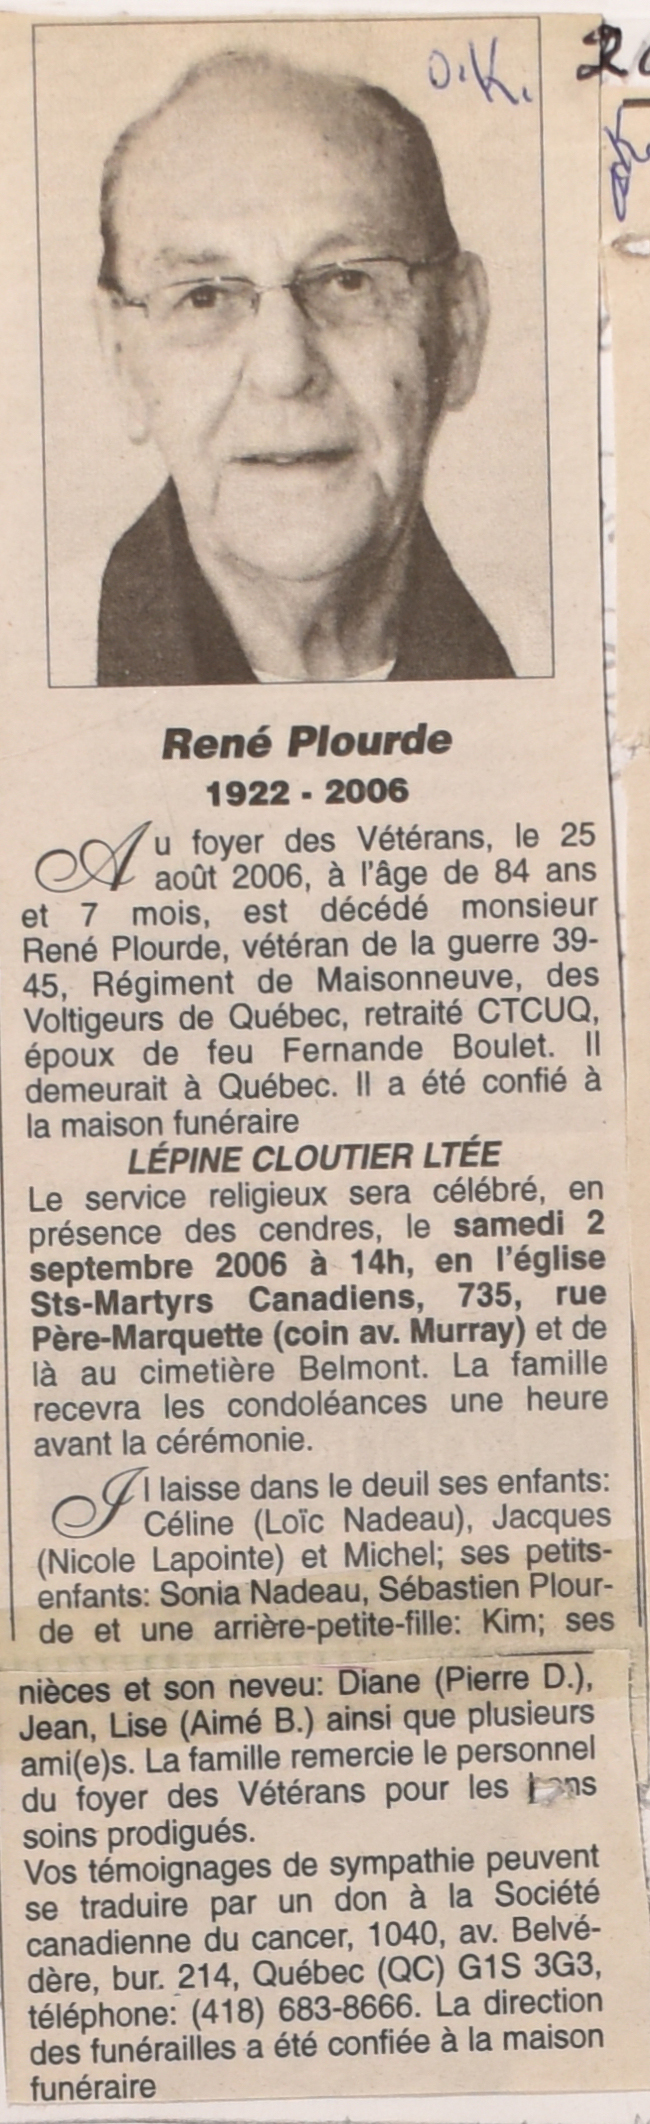 O.K.
René Plourde
1922 - 2006
Au foyer des Vétérans, le 25
août 2006, à l'âge de 84 ans
et 7 mois, est décédé monsieur
René Plourde, vétéran de la guerre 39-
45, Régiment de Maisonneuve, des
Voltigeurs de Québec, retraité CTCUQ,
époux de feu Fernande Boulet. Il
demeurait à Québec. Il a été confié à
la maison funéraire
LÉPINE CLOUTIER LTÉE
Le service religieux sera célébré, en
présence des cendres, le samedi 2
septembre 2006 à 14h, en l'église
Sts-Martyrs Canadiens, 735, rue
Père-Marquette (coin av. Murray) et de
là au cimetière Belmont. La famille
recevra les condoléances une heure
avant la cérémonie.
Il laisse dans le deuil ses enfants:
Céline (Loïc Nadeau), Jacques
(Nicole Lapointe) et Michel; ses petits-
enfants: Sonia Nadeau, Sébastien Plour-
de et une arrière-petite-fille: Kim; ses
nièces et son neveu: Diane (Pierre D.),
Jean, Lise (Aimé B.) ainsi que plusieurs
ami(e)s. La famille remercie le personnel
du foyer des Vétérans pour les bons
soins prodigués.
Vos témoignages de sympathie peuvent
se traduire par un don à la Société
canadienne du cancer, 1040, av. Belvé-
dère, bur. 214, Québec (QC) G1S 3G3,
téléphone: (418) 683-8666. La direction
des funérailles a été confiée à la maison
funéraire